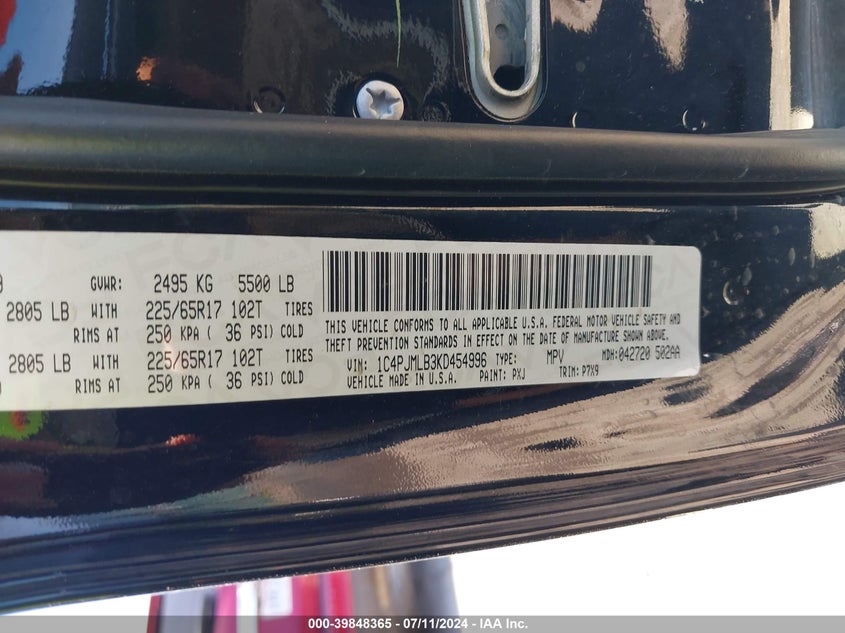 GVWR: 2495 KG 5500 LB
2805 LB WITH 225/65R17 102T TIRES
RIMS AT 250 KPA ( 36 PSI) COLD
2805 LB WITH 225/65R17 102T TIRES
RIMS AT 250 KPA ( 36 PSI) COLD
THIS VEHICLE CONFORMS TO ALL APPLICABLE U.S.A. FEDERAL MOTOR VEHICLE SAFETY AND
THEFT PREVENTION STANDARDS IN EFFECT ON THE DATE OF MANUFACTURE SHOWN ABOVE.
VIN: 1C4PJMLB3KD454996 TYPE: MPV MDH:042720 502AA
VEHICLE MADE IN U.S.A. PAINT: PXJ TRIM: P7X9
000-39848365 - 07/11/2024 - IAA Inc.